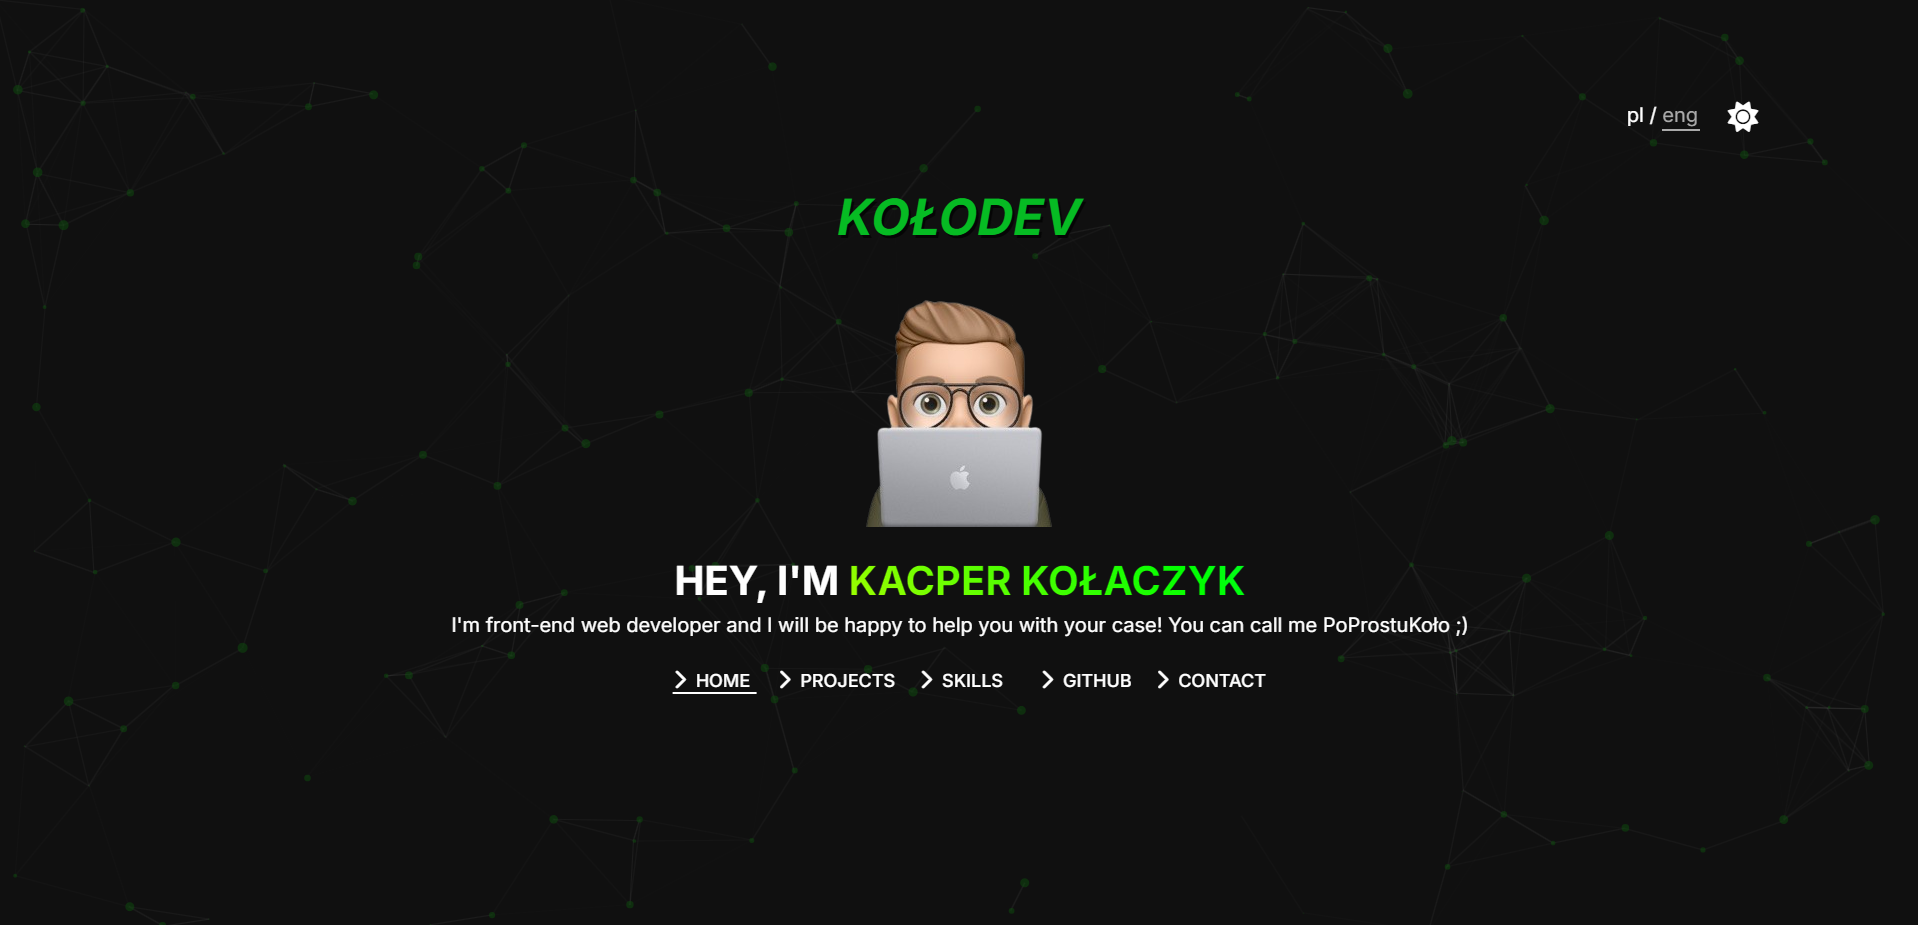 pl / eng
KOŁODEV
HEY, I'M KACPER KOŁACZYK
I'm front-end web developer and I will be happy to help you with your case! You can call me PoProstuKoło ;)
HOME PROJECTS SKILLS GITHUB CONTACT